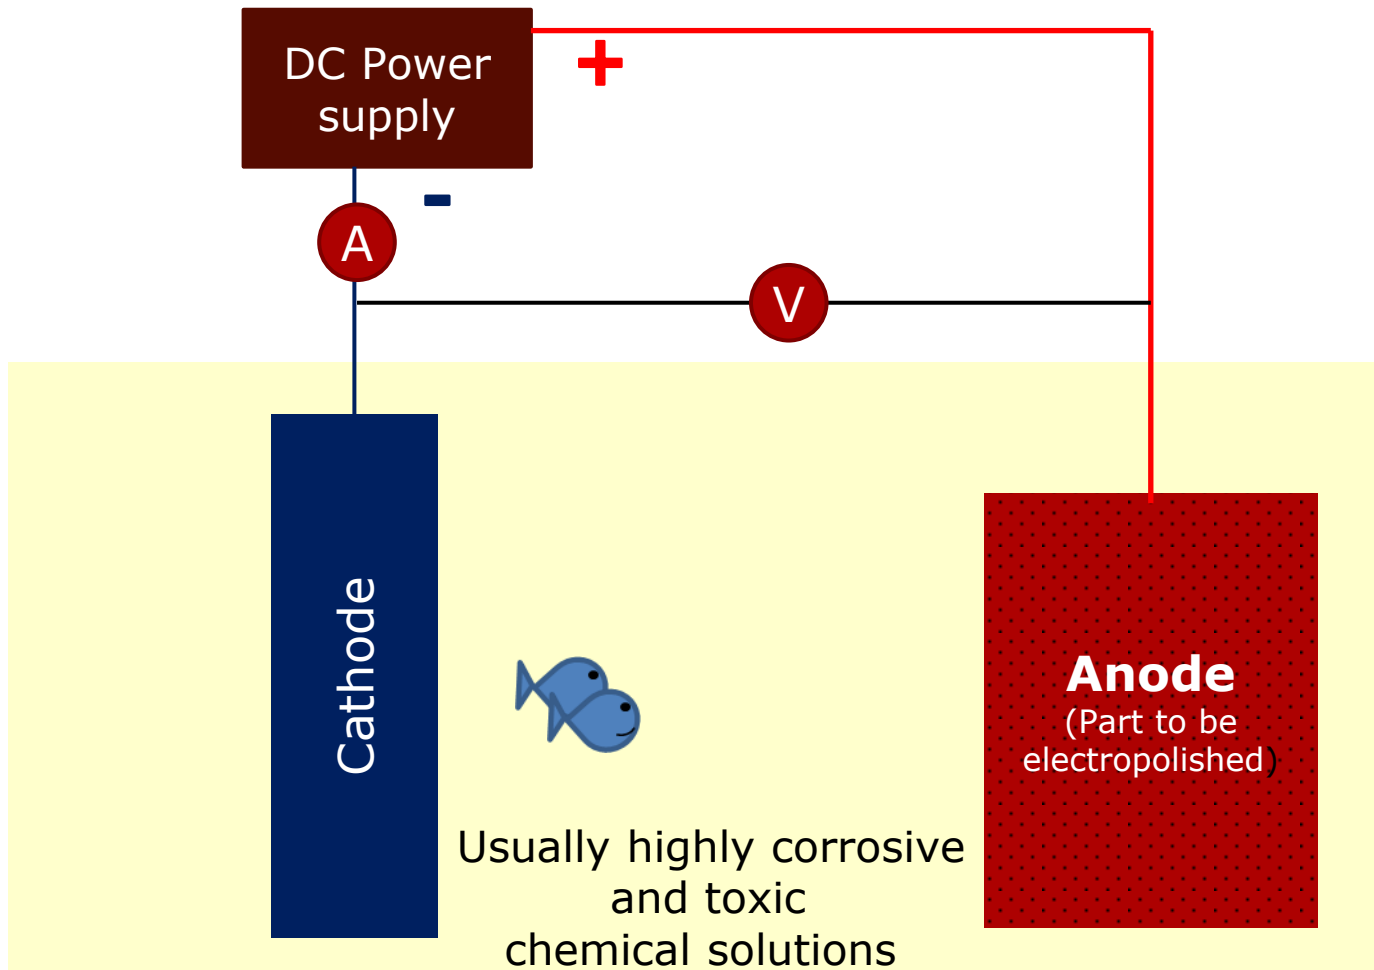 DC Power
supply
+
-
A
V
Cathode
Anode
(Part to be
electropolished)
Usually highly corrosive
and toxic
chemical solutions